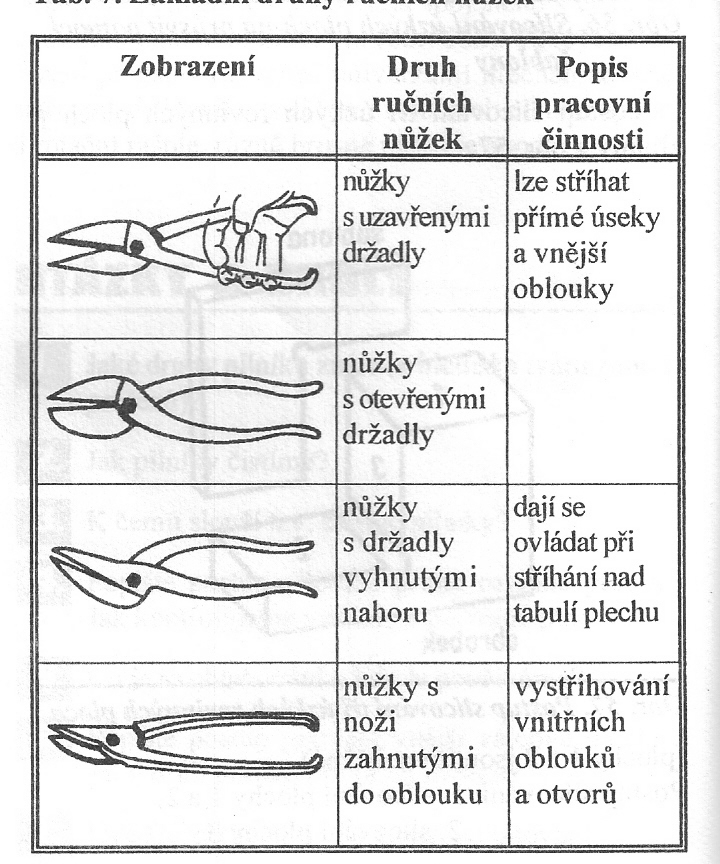 Tab. 7. Základní druhy ručních nůžek
Zobrazení
Druh
ručních
nůžek
Popis
pracovní
činnosti
nůžky
s uzavřenými
držadly
lze stříhat
přímé úseky
a vnější
oblouky
nůžky
s otevřenými
držadly
nůžky
s držadly
vyhnutými
nahoru
dají se
ovládat při
stříhání nad
tabulí plechu
nůžky s
noži
zahnutými
do oblouku
vystřihování
vnitřních
oblouků
a otvorů